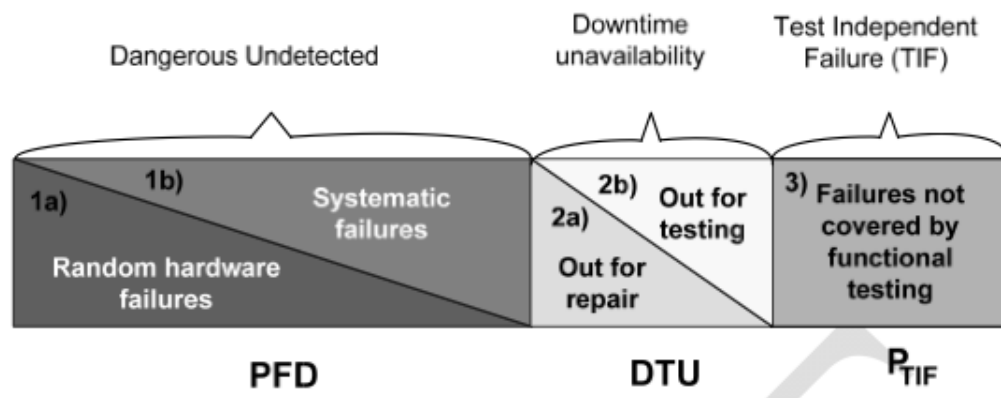 Dangerous Undetected
Downtime
unavailability
Test Independent
Failure (TIF)
1a)
1b)
Systematic
failures
Random hardware
failures
2a)
2b)
Out for
testing
Out for
repair
3)
Failures not
covered by
functional
testing
PFD
DTU
PTIF